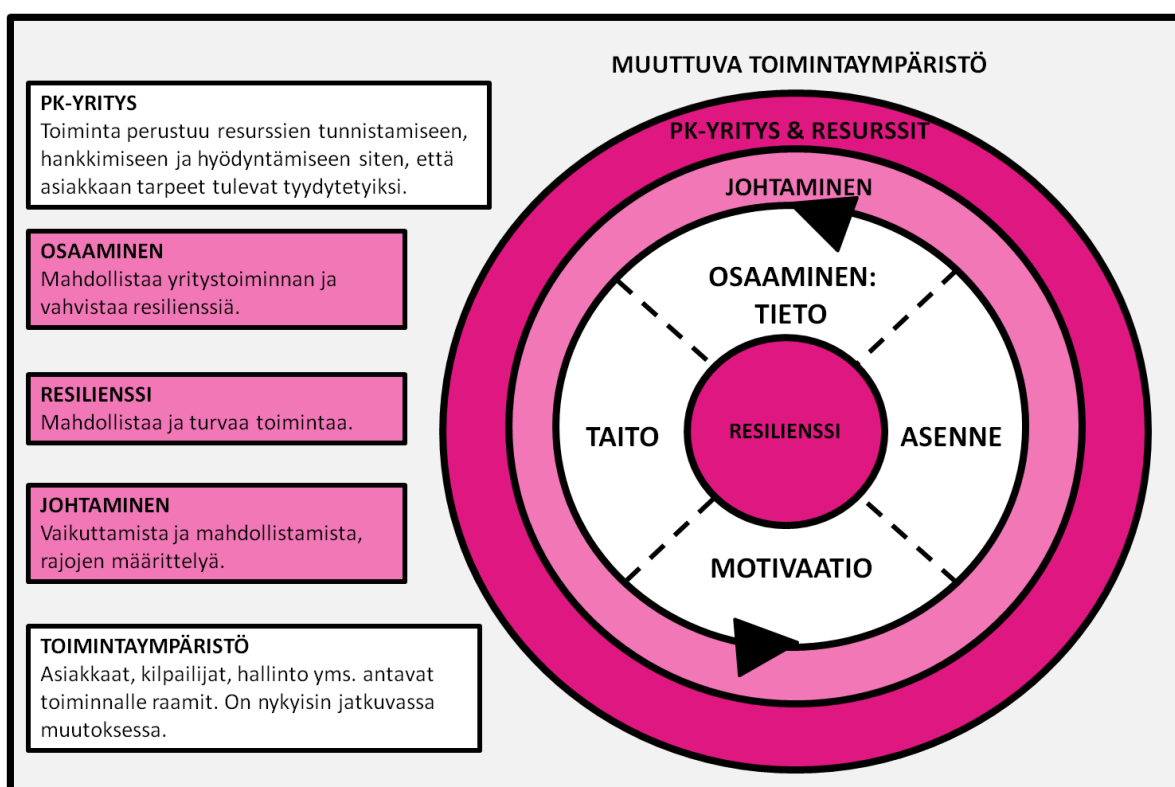 PK-YRITYS
Toiminta perustuu resurssien tunnistamiseen,
hankkimiseen ja hyödyntämiseen siten, että
asiakkaan tarpeet tulevat tyydytetyiksi.
OSAAMINEN
Mahdollistaa yritystoiminnan ja
vahvistaa resilienssiä.
RESILIENSSI
Mahdollistaa ja turvaa toimintaa.
JOHTAMINEN
Vaikuttamista ja mahdollistamista,
rajojen määrittelyä.
TOIMINTAYMPÄRISTÖ
Asiakkaat, kilpailijat, hallinto yms. antavat
toiminnalle raamit. On nykyisin jatkuvassa
muutoksessa.
MUUTTUVA TOIMINTAYMPÄRISTÖ
PK-YRITYS & RESURSSIT
JOHTAMINEN
OSAAMINEN:
TIETO
TAITO
RESILIENSSI
ASENNE
MOTIVAATIO